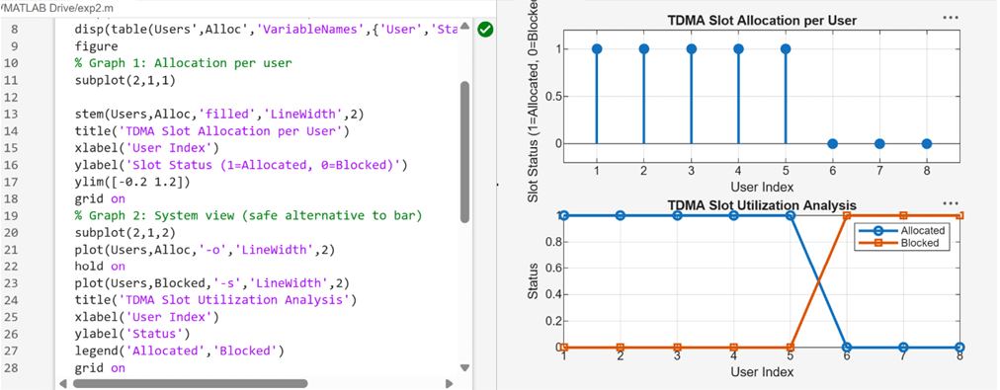 /MATLAB Drive/exp2.m
8 disp(table(Users',Alloc','VariableNames',{'User','Sta
9 figure
10 % Graph 1: Allocation per user
11 subplot(2,1,1)
12
13 stem(Users,Alloc,'filled','LineWidth',2)
14 title('TDMA Slot Allocation per User')
15 xlabel('User Index')
16 ylabel('Slot Status (1=Allocated, 0=Blocked)')
17 ylim([-0.2 1.2])
18 grid on
19 % Graph 2: System view (safe alternative to bar)
20 subplot(2,1,2)
21 plot(Users,Alloc,'-o','LineWidth',2)
22 hold on
23 plot(Users,Blocked,'-s','LineWidth',2)
24 title('TDMA Slot Utilization Analysis')
25 xlabel('User Index')
26 ylabel('Status')
27 legend('Allocated','Blocked')
28 grid on
TDMA Slot Allocation per User
Slot Status (1=Allocated, 0=Blocked
1
0.5
0
1 2 3 4 5 6 7 8
User Index
TDMA Slot Utilization Analysis
Status
1
0.8
0.6
0.4
0.2
0
Allocated
Blocked
1 2 3 4 5 6 7 8
User Index